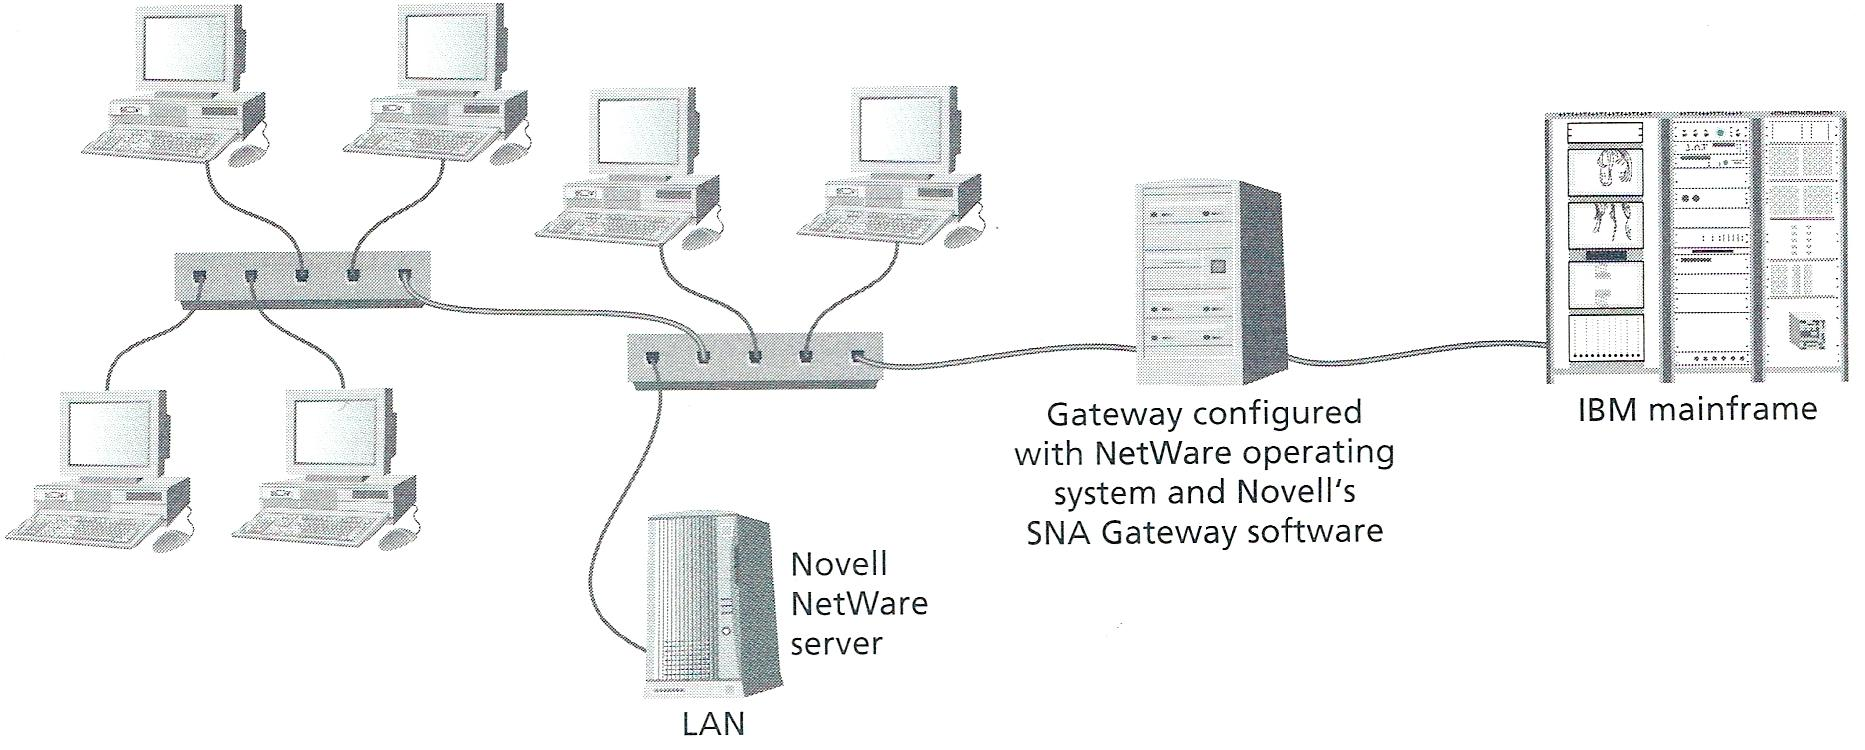 Gateway configured
with NetWare operating
system and Novell‘s
SNA Gateway software
IBM mainframe
Novell
NetWare
server
LAN